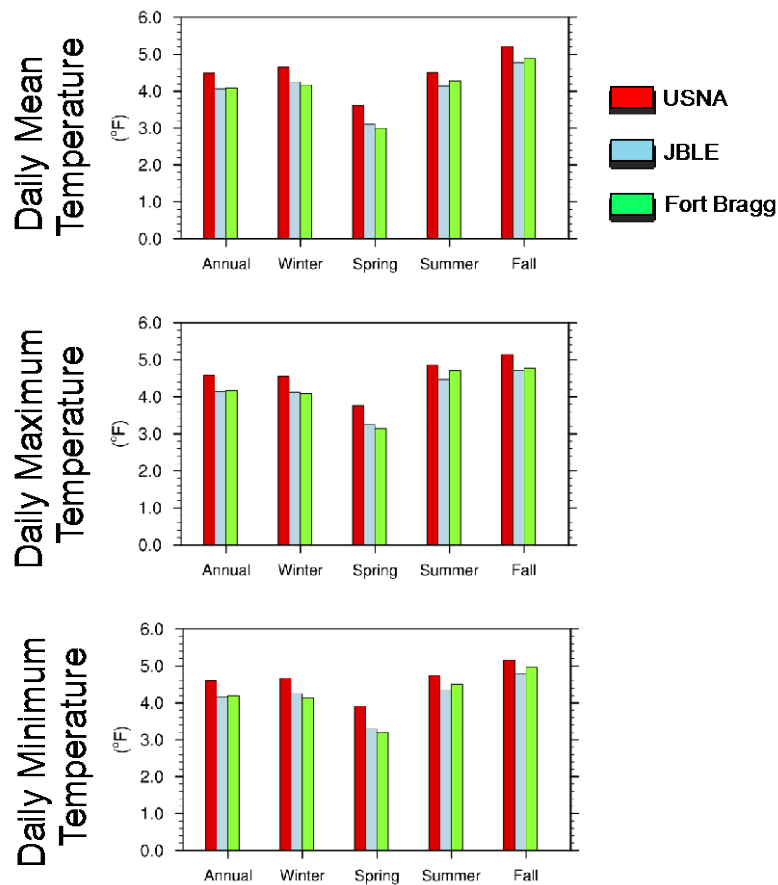 Daily Mean
Temperature
(°F)
6.0
5.0
4.0
3.0
2.0
1.0
0.0
Annual Winter Spring Summer Fall
USNA
JBLE
Fort Bragg
Daily Maximum
Temperature
(°F)
6.0
5.0
4.0
3.0
2.0
1.0
0.0
Annual Winter Spring Summer Fall
Daily Minimum
Temperature
(°F)
6.0
5.0
4.0
3.0
2.0
1.0
0.0
Annual Winter Spring Summer Fall